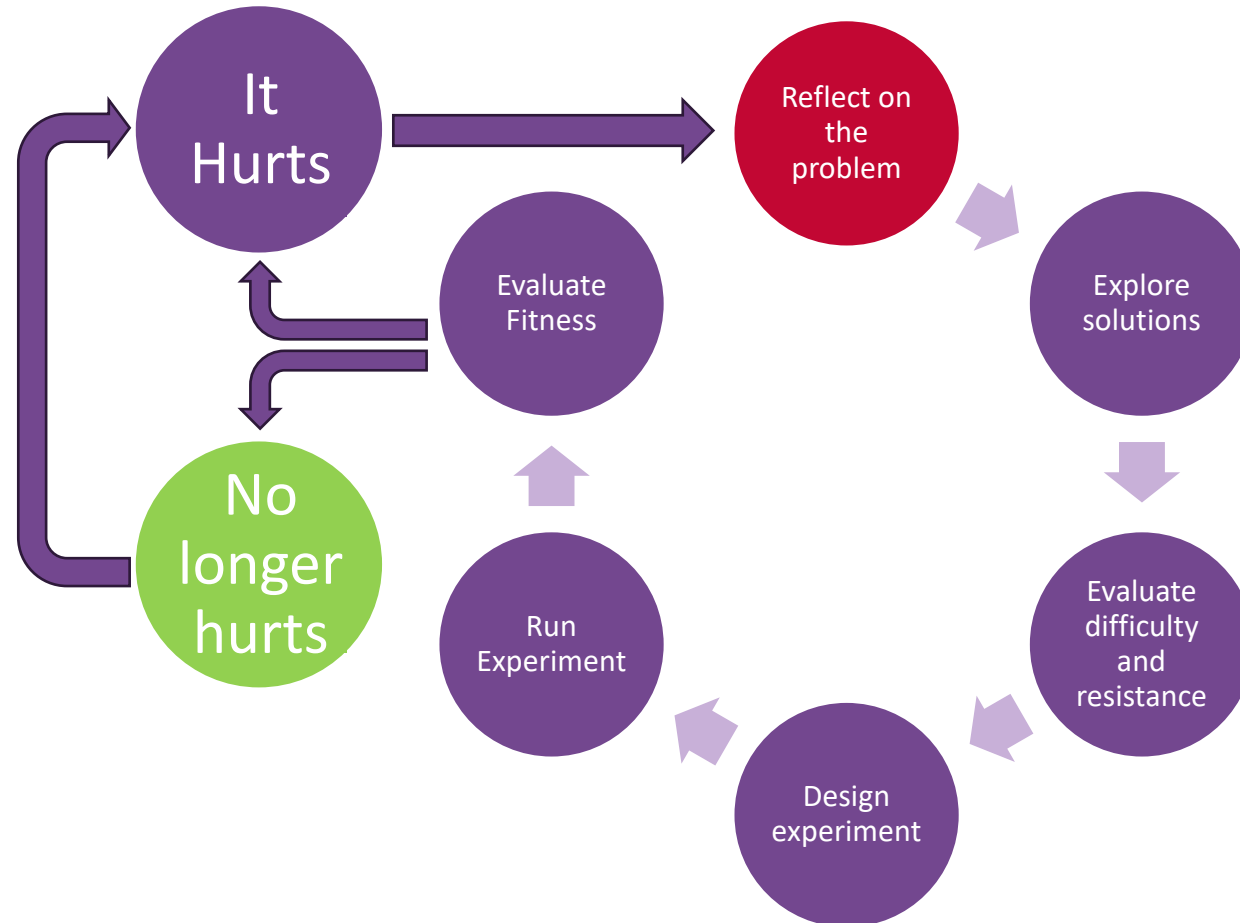 It
Hurts
Reflect on
the
problem
Explore
solutions
Evaluate
difficulty
and
resistance
Design
experiment
Run
Experiment
Evaluate
Fitness
No
longer
hurts